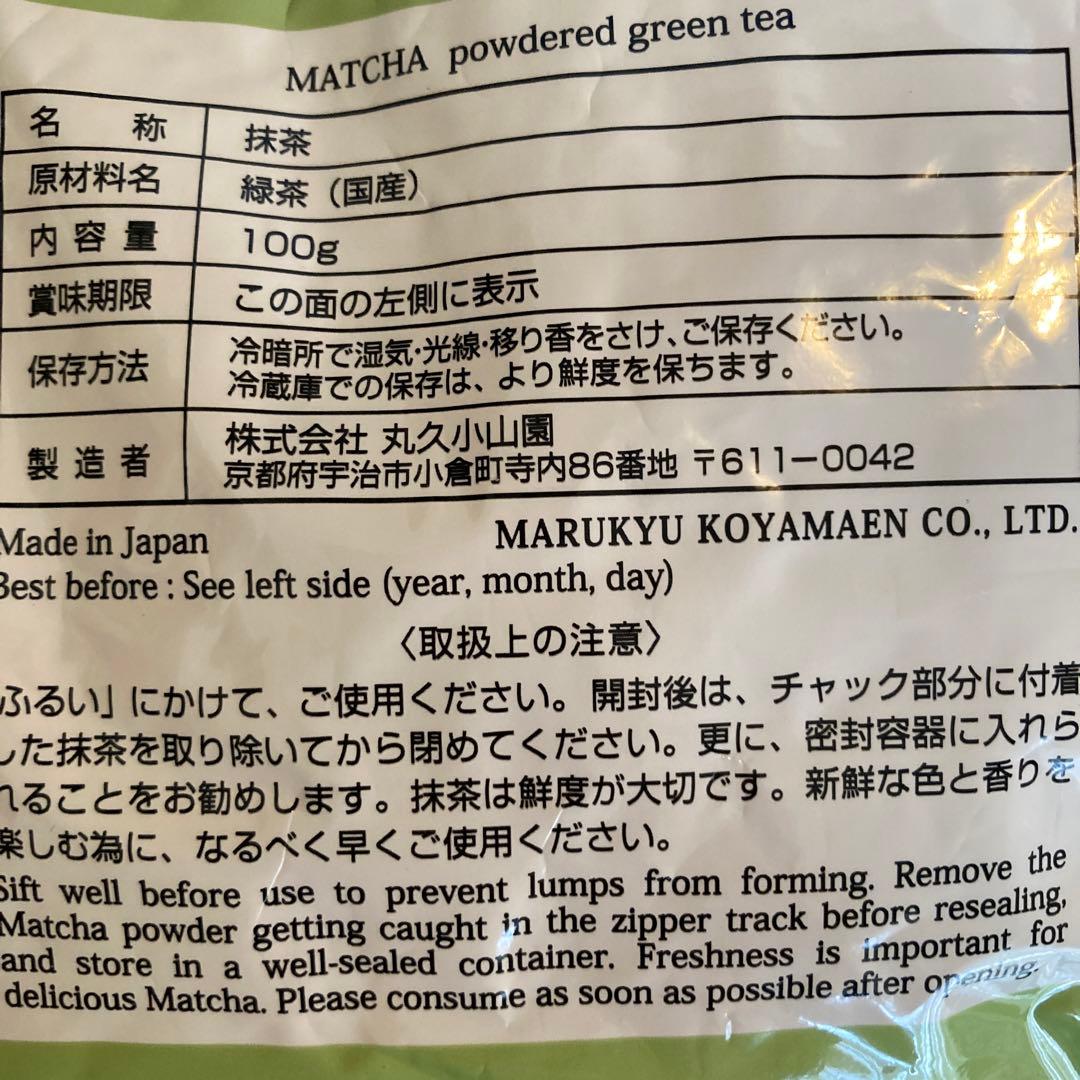 MATCHA powdered green tea
名 称 抹茶
原材料名 緑茶（国産）
内容量 100g
賞味期限 この面の左側に表示
保存方法 冷暗所で湿気・光線・移り香をさけ、ご保存ください。
冷蔵庫での保存は、より鮮度を保ちます。
製造者 株式会社 丸久小山園
京都府宇治市小倉町寺内86番地 〒611-0042
Made in Japan MARUKYU KOYAMAEN CO., LTD.
Best before : See left side (year, month, day)
〈取扱上の注意〉
ふるい」にかけて、ご使用ください。開封後は、チャック部分に付着
した抹茶を取り除いてから閉めてください。更に、密封容器に入れら
れることをお勧めします。抹茶は鮮度が大切です。新鮮な色と香りを
楽しむ為に、なるべく早くご使用ください。
Sift well before use to prevent lumps from forming. Remove the
Matcha powder getting caught in the zipper track before resealing,
and store in a well-sealed container. Freshness is important for
delicious Matcha. Please consume as soon as possible after opening.